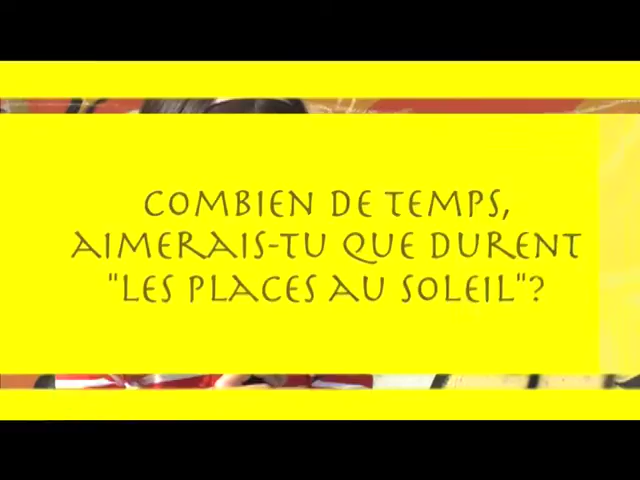 COMBIEN DE TEMPS,
AIMERAIS-TU QUE DURENT
"LES PLACES AU SOLEIL"?